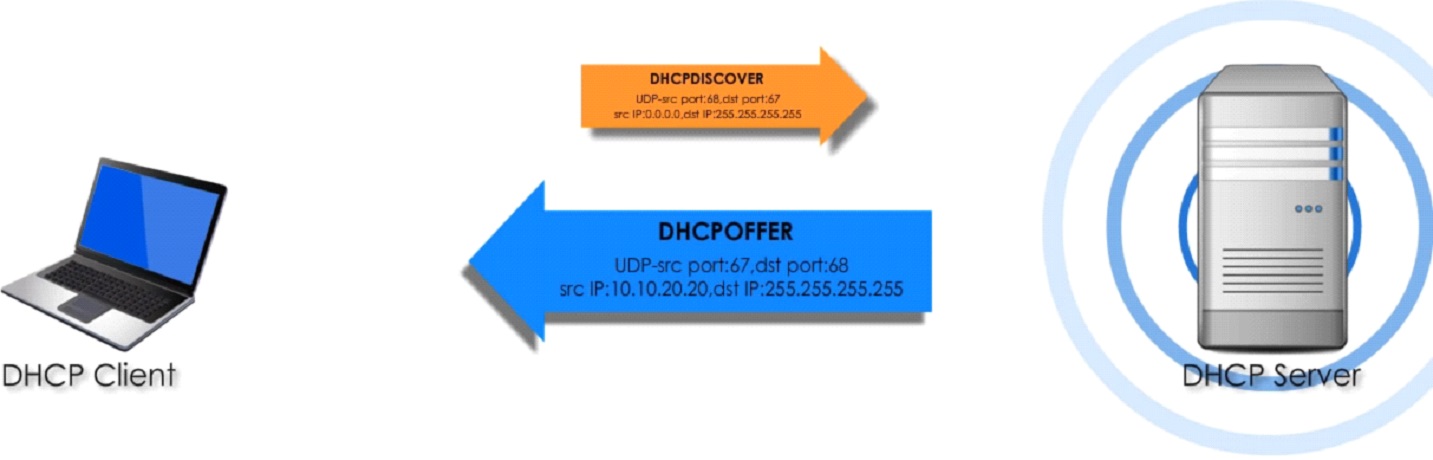 DHCPDISCOVER
UDP-src port:68,dst port:67
src IP:0.0.0.0,dst IP:255.255.255.255
DHCPOFFER
UDP-src port:67,dst port:68
src IP:10.10.20.20,dst IP:255.255.255.255
DHCP Client
DHCP Server